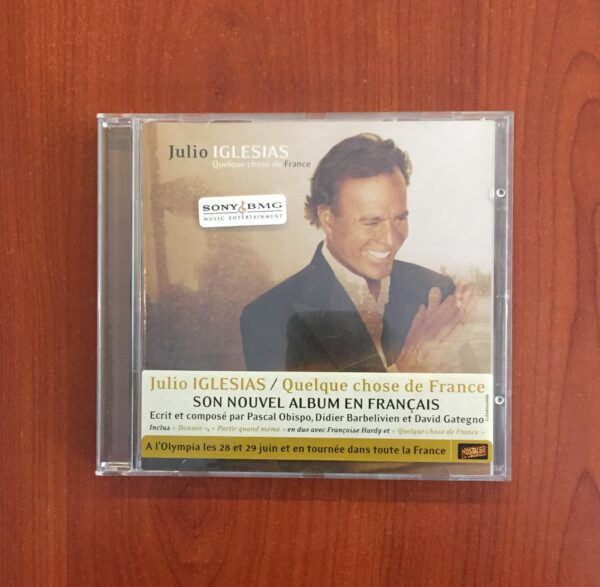 Julio IGLESIAS
Quelque chose de France
SONY BMG
MUSIC ENTERTAINMENT
Julio IGLESIAS / Quelque chose de France
SON NOUVEL ALBUM EN FRANÇAIS
Ecrit et composé par Pascal Obispo, Didier Barbelivien et David Gategno
Inclus « Donner », « Partir quand même » en duo avec Françoise Hardy et « Quelque chose de France »
A l'Olympia les 28 et 29 juin et en tournée dans toute la France
NOSTALGIE